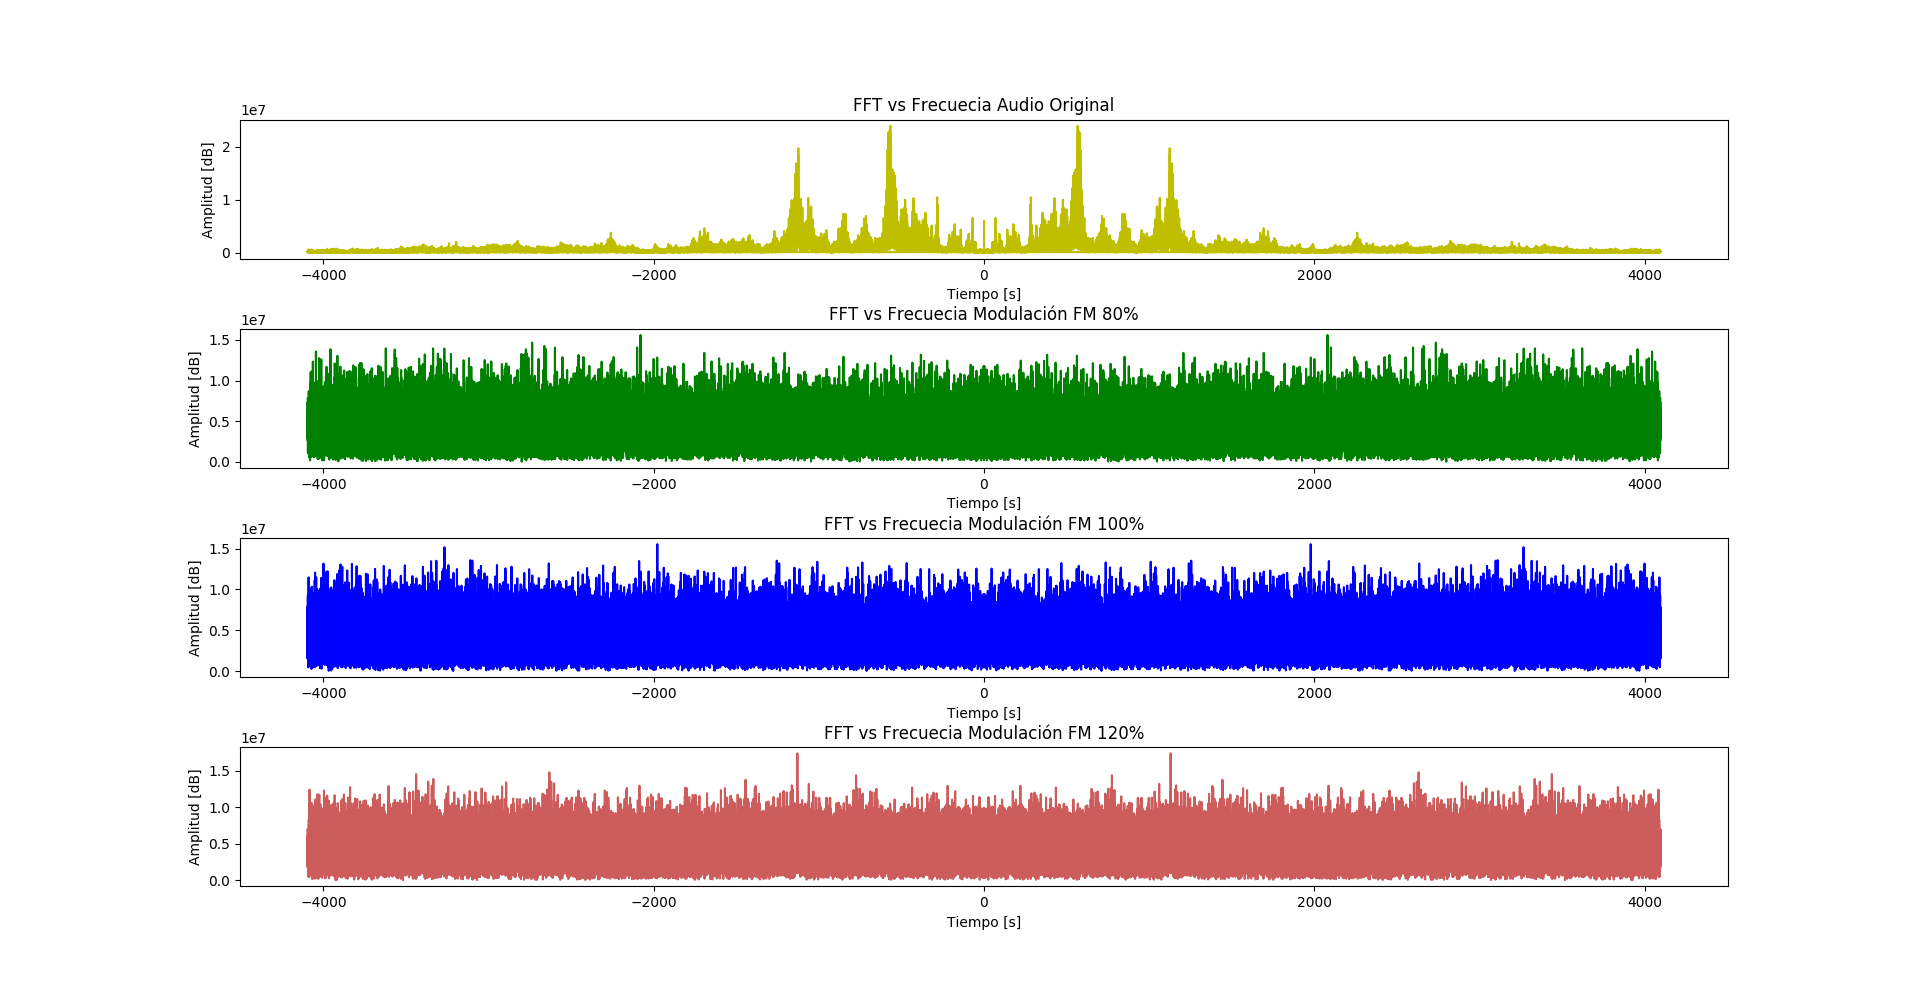 FFT vs Frecuecia Audio Original
1e7
Amplitud [dB]
2
1
0
−4000 −2000 0 2000 4000
Tiempo [s]
FFT vs Frecuecia Modulación FM 80%
1e7
Amplitud [dB]
1.5
1.0
0.5
0.0
−4000 −2000 0 2000 4000
Tiempo [s]
FFT vs Frecuecia Modulación FM 100%
1e7
Amplitud [dB]
1.5
1.0
0.5
0.0
−4000 −2000 0 2000 4000
Tiempo [s]
FFT vs Frecuecia Modulación FM 120%
1e7
Amplitud [dB]
1.5
1.0
0.5
0.0
−4000 −2000 0 2000 4000
Tiempo [s]